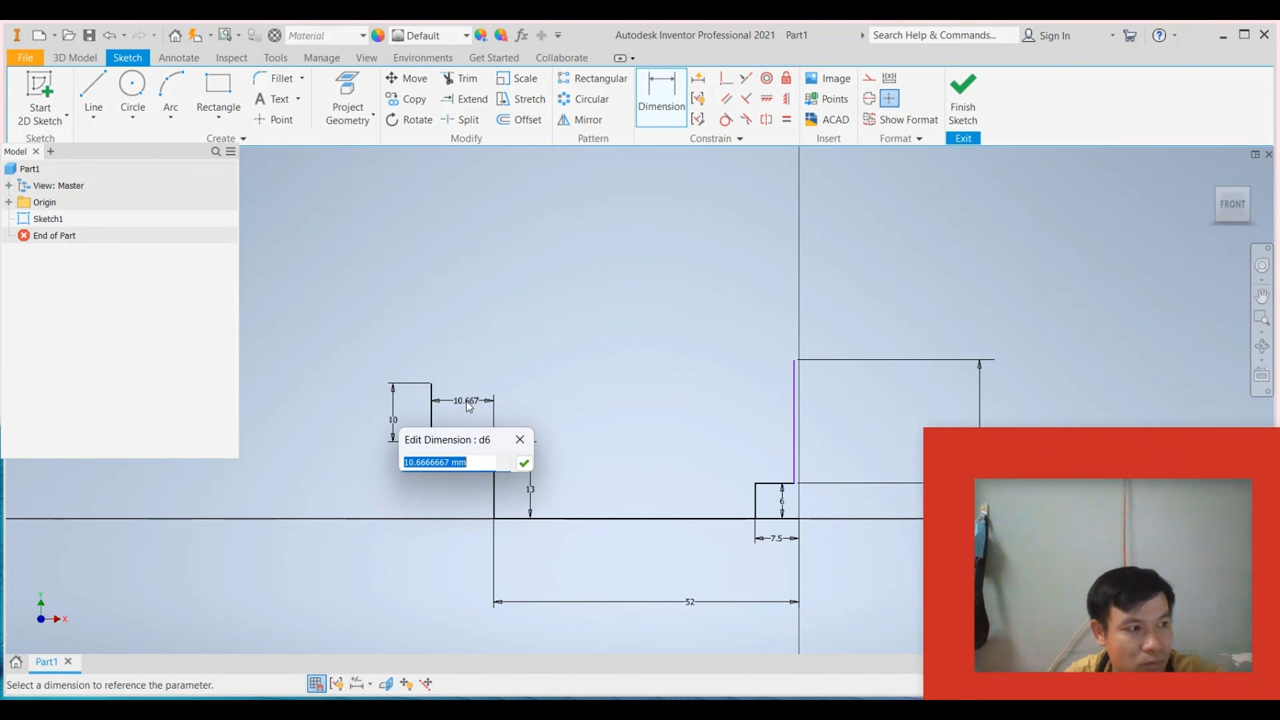 Material
Default
Autodesk Inventor Professional 2021 Part1
Search Help & Commands...
Sign In
File 3D Model Sketch Annotate Inspect Tools Manage View Environments Get Started Collaborate
Start
2D Sketch
Line
Circle
Arc
Rectangle
Fillet
Text
Point
Project
Geometry
Move
Copy
Rotate
Trim
Extend
Split
Scale
Stretch
Offset
Rectangular
Circular
Mirror
Dimension
Image
Points
ACAD
Show Format
Finish
Sketch
Sketch Create Modify Pattern Constrain Insert Format Exit
Model
Part1
View: Master
Origin
Sketch1
End of Part
FRONT
10.667
10
Edit Dimension : d6
10.6666667 mm
13
6
7.5
52
Y
X
Part1
Select a dimension to reference the parameter.